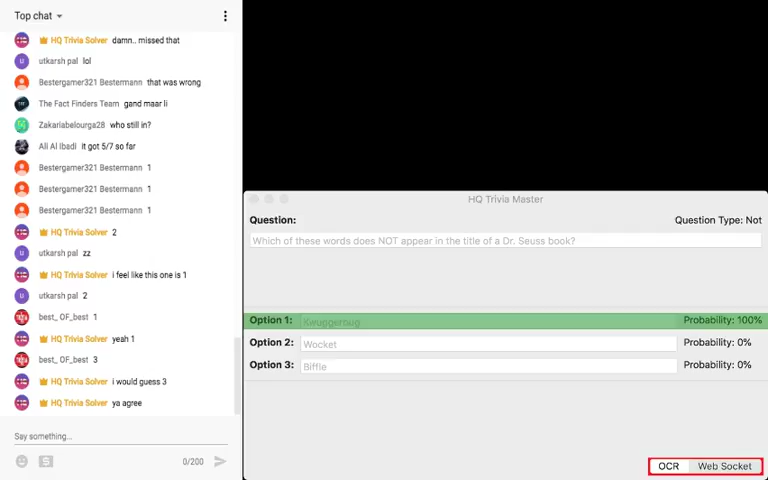 Top chat
HQ Trivia Solver damn.. missed that
utkarsh pal lol
Bestergamer321 Bestermann that was wrong
The Fact Finders Team gand maar li
Zakariabelourga28 who still in?
Ali Al Ibadi it got 5/7 so far
Bestergamer321 Bestermann 1
Bestergamer321 Bestermann 1
Bestergamer321 Bestermann 1
HQ Trivia Solver 2
utkarsh pal zz
HQ Trivia Solver i feel like this one is 1
utkarsh pal 2
best_ OF_best 1
HQ Trivia Solver yeah 1
best_ OF_best 3
HQ Trivia Solver i would guess 3
HQ Trivia Solver ya agree
Say something...
0/200
HQ Trivia Master
Question: Question Type: Not
Which of these words does NOT appear in the title of a Dr. Seuss book?
Option 1: Kwuggerbug Probability: 100%
Option 2: Wocket Probability: 0%
Option 3: Biffle Probability: 0%
OCR Web Socket